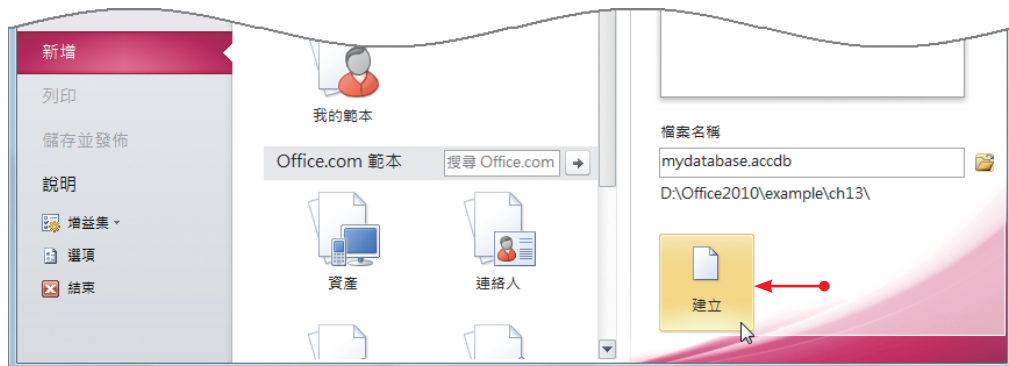 新增
列印
儲存並發佈
說明
增益集
選項
結束
我的範本
Office.com 範本
搜尋 Office.com
資產
連絡人
檔案名稱
mydatabase.accdb
D:\Office2010\example\ch13\
建立